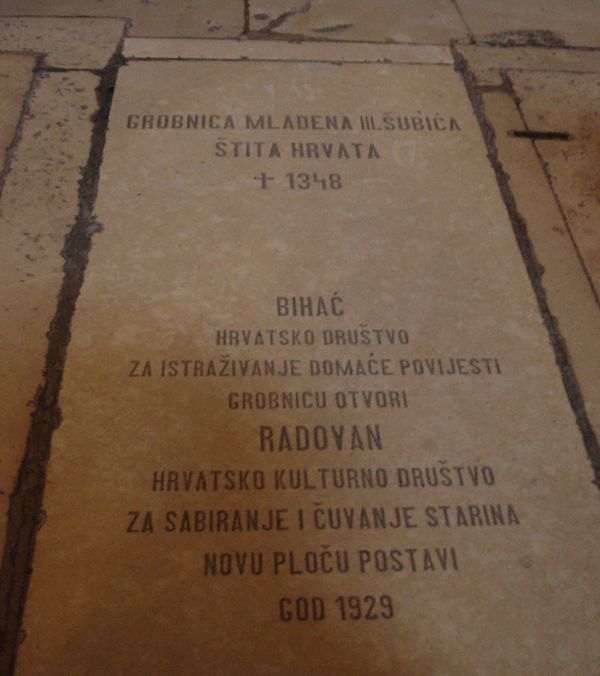 GROBNICA MLADENA III. ŠUBIĆA
ŠTITA HRVATA
† 1348
BIHAĆ
HRVATSKO DRUŠTVO
ZA ISTRAŽIVANJE DOMAĆE POVIJESTI
GROBNICU OTVORI
RADOVAN
HRVATSKO KULTURNO DRUŠTVO
ZA SABIRANJE I ČUVANJE STARINA
NOVU PLOČU POSTAVI
GOD 1929